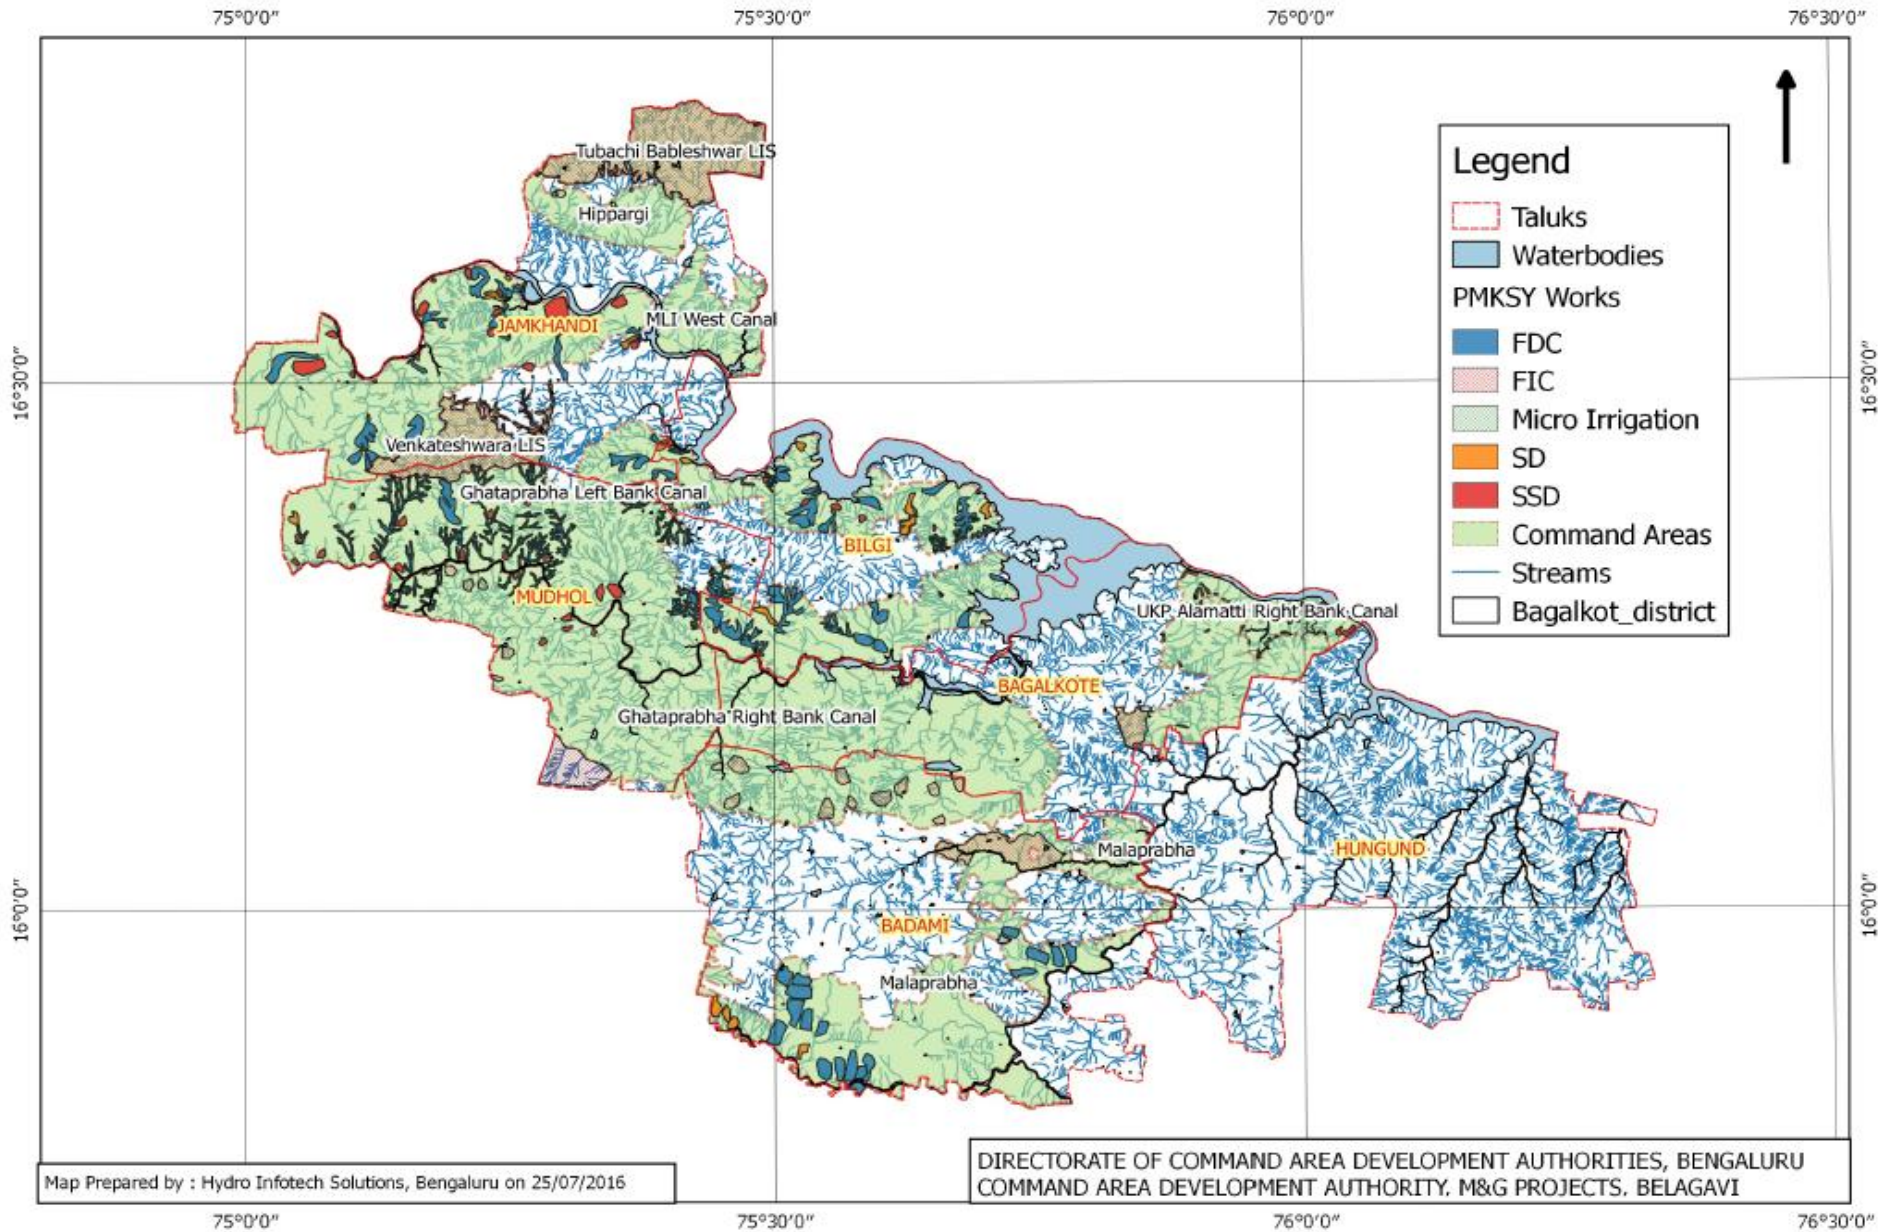 75°0′0″ 75°30′0″ 76°0′0″ 76°30′0″
Tubachi Bableshwar LIS
Hippargi
JAMKHANDI
MLI West Canal
16°30′0″
16°30′0″
Venkateshwara LIS
Ghataprabha Left Bank Canal
BILGI
MUDHOL
UKP Alamatti Right Bank Canal
BAGALKOTE
Ghataprabha Right Bank Canal
Malaprabha
HUNGUND
16°0′0″
16°0′0″
BADAMI
Malaprabha
Legend
Taluks
Waterbodies
PMKSY Works
FDC
FIC
Micro Irrigation
SD
SSD
Command Areas
Streams
Bagalkot_district
Map Prepared by : Hydro Infotech Solutions, Bengaluru on 25/07/2016
DIRECTORATE OF COMMAND AREA DEVELOPMENT AUTHORITIES, BENGALURU
COMMAND AREA DEVELOPMENT AUTHORITY. M&G PROJECTS. BELAGAVI
75°0′0″ 75°30′0″ 76°0′0″ 76°30′0″